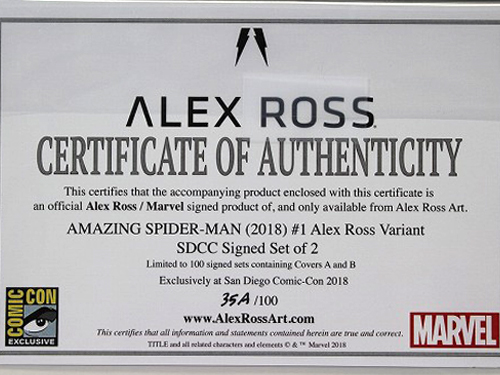 ALEX ROSS
CERTIFICATE OF AUTHENTICITY
This certifies that the accompanying product enclosed with this certificate is
an official Alex Ross / Marvel signed product of, and only available from Alex Ross Art.
AMAZING SPIDER-MAN (2018) #1 Alex Ross Variant
SDCC Signed Set of 2
Limited to 100 signed sets containing Covers A and B
Exclusively at San Diego Comic-Con 2018
35A /100
www.AlexRossArt.com
This certifies that all information and statements contained herein are true and correct.
TITLE and all related characters and elements © & ™ Marvel 2018
COMIC CON
EXCLUSIVE
MARVEL